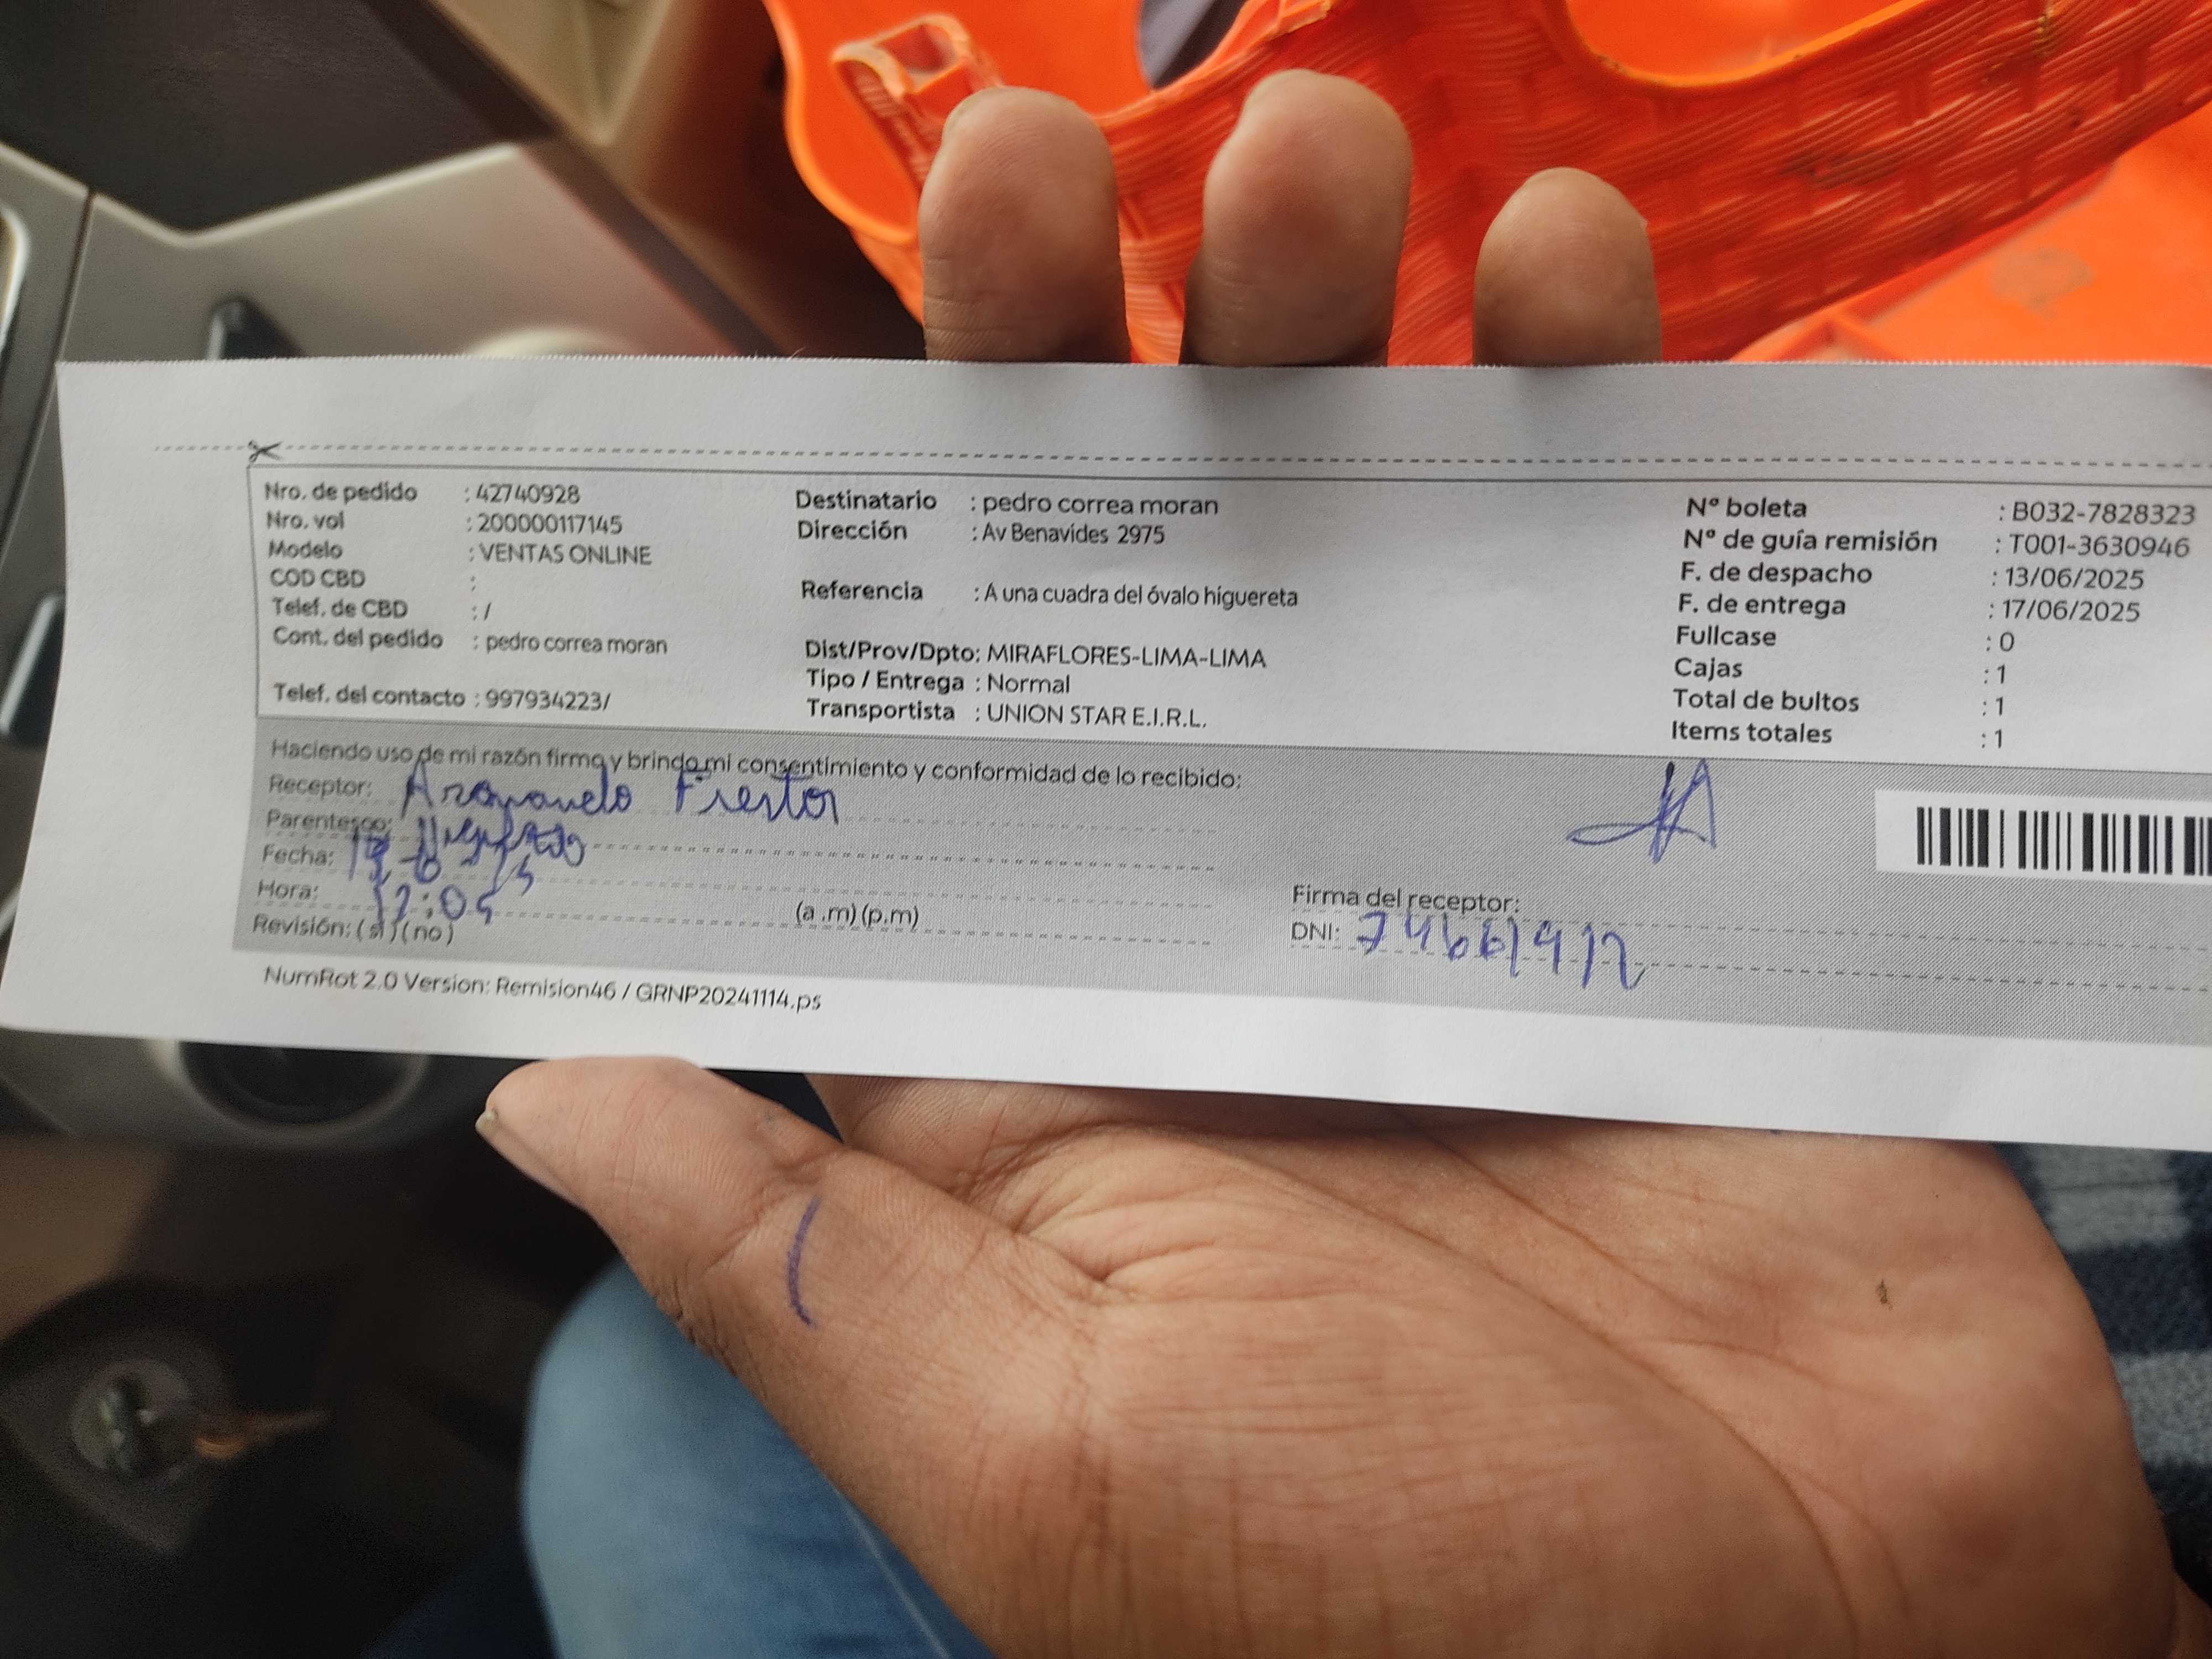 Nro. de pedido : 42740928
Nro. vol : 200000117145
Modelo : VENTAS ONLINE
COD CBD :
Telef. de CBD : /
Cont. del pedido : pedro correa moran
Telef. del contacto : 997934223/
Destinatario : pedro correa moran
Dirección : Av Benavides 2975
Referencia : A una cuadra del óvalo higuereta
Dist/Prov/Dpto: MIRAFLORES-LIMA-LIMA
Tipo / Entrega : Normal
Transportista : UNION STAR E.I.R.L.
Nº boleta : B032-7828323
Nº de guía remisión : T001-3630946
F. de despacho : 13/06/2025
F. de entrega : 17/06/2025
Fullcase : 0
Cajas : 1
Total de bultos : 1
Items totales : 1
Haciendo uso de mi razón firmo y brindo mi consentimiento y conformidad de lo recibido:
Receptor:
Parentesco:
Fecha:
Hora: 12:05 (a .m) (p.m)
Revisión: (si) (no)
Firma del receptor:
DNI:
NumRot 2.0 Version: Remision46 / GRNP20241114.ps